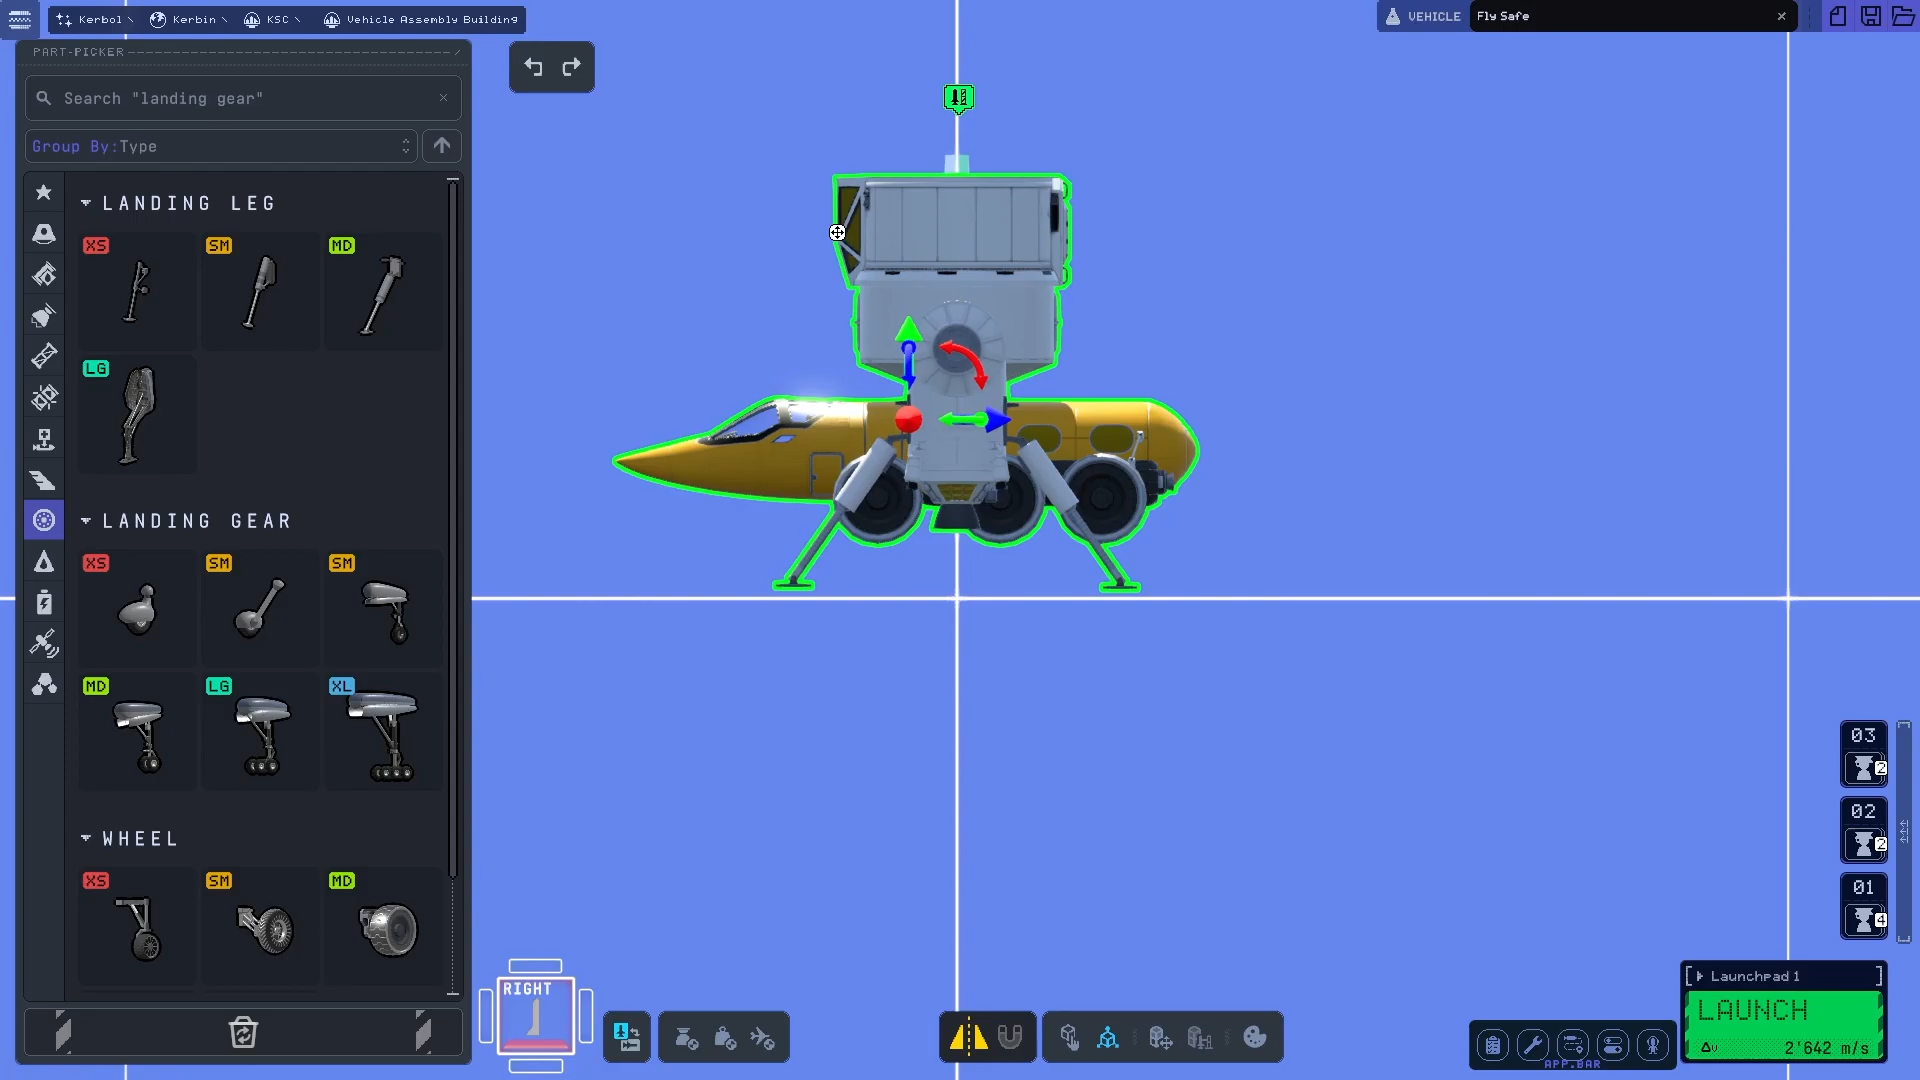 Kerbol
Kerbin
KSC
Vehicle Assembly Building
VEHICLE
Fly Safe
PART-PICKER
Search "landing gear"
Group By:Type
LANDING LEG
XS
SM
MD
LG
LANDING GEAR
XS
SM
SM
MD
LG
XL
WHEEL
XS
SM
MD
03
2
02
2
01
4
RIGHT
Launchpad 1
LAUNCH
Δv 2'642 m/s
APP.BAR